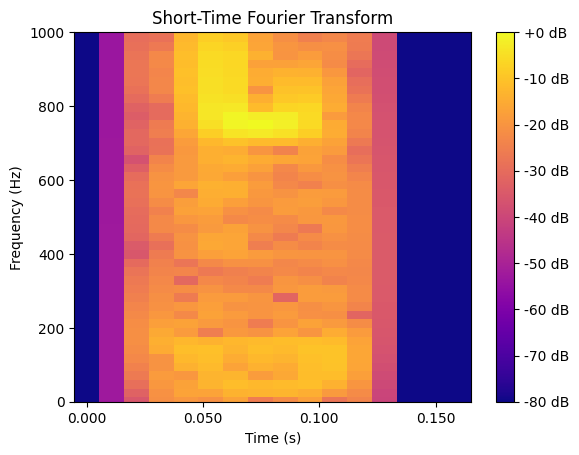 Short-Time Fourier Transform
1000
800
600
400
200
0
Frequency (Hz)
0.000
0.050
0.100
0.150
Time (s)
+0 dB
-10 dB
-20 dB
-30 dB
-40 dB
-50 dB
-60 dB
-70 dB
-80 dB